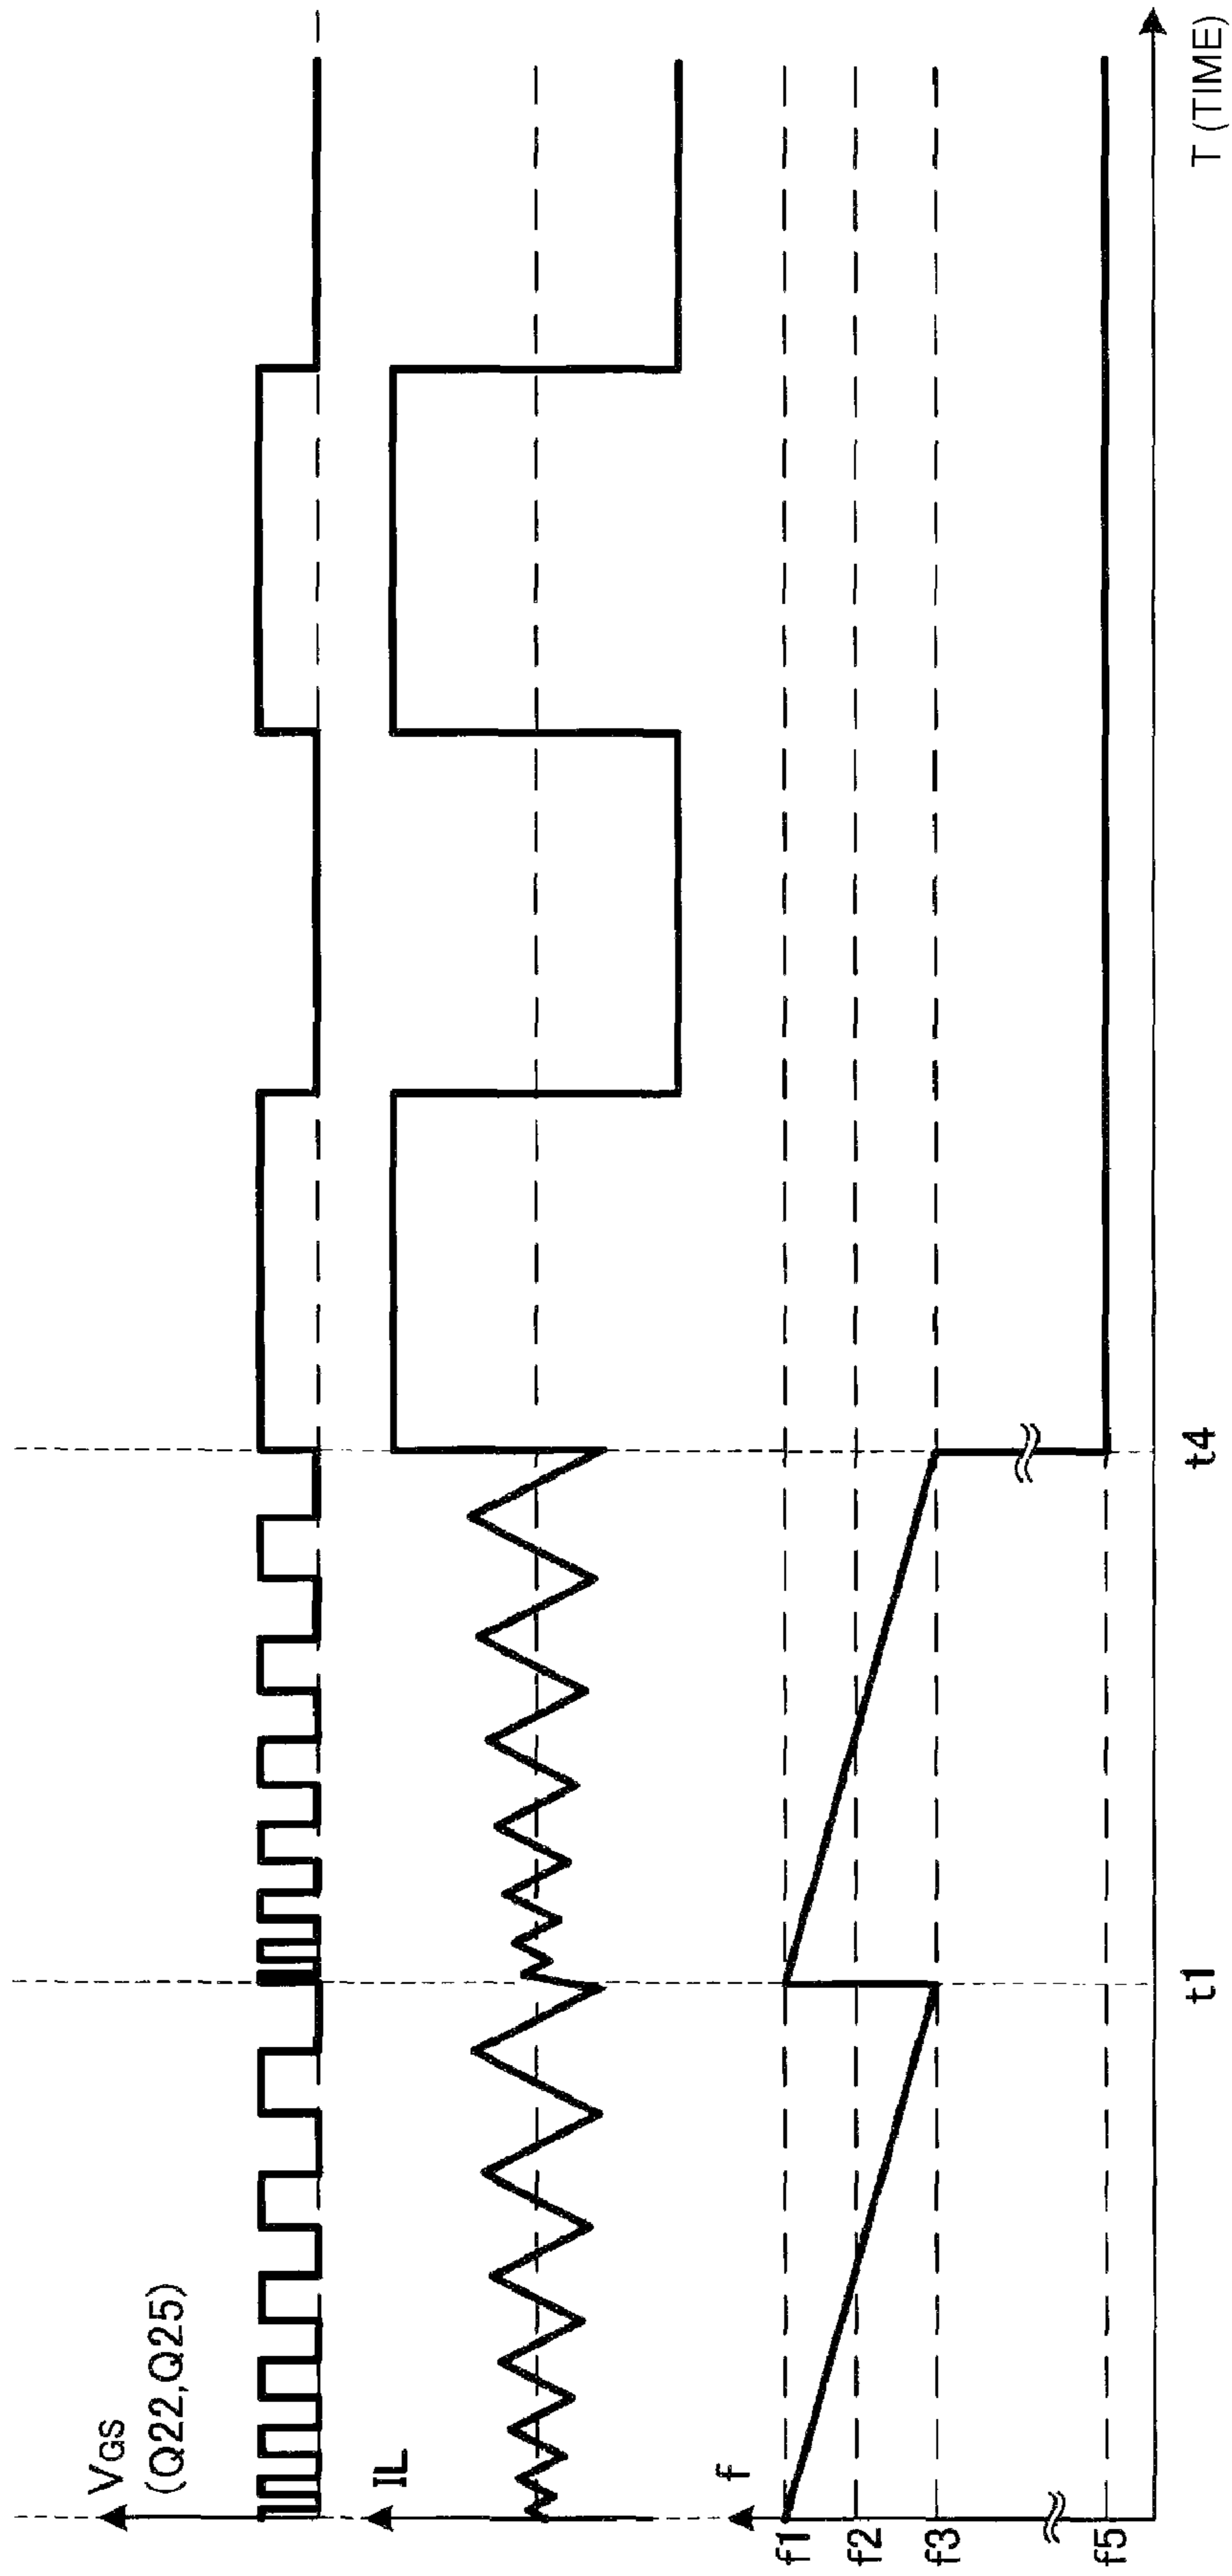 VGS
(Q22,Q25)
IL
f
f1
f2
f3
f5
t1
t4
T (TIME)